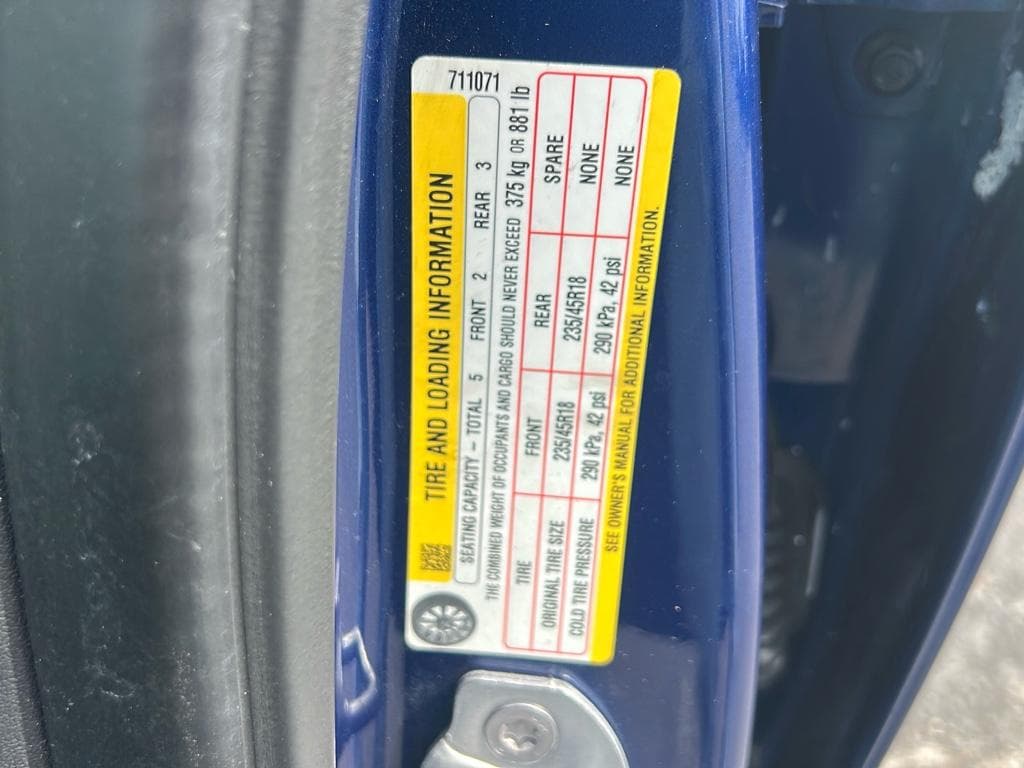 711071
TIRE AND LOADING INFORMATION
SEATING CAPACITY – TOTAL 5 FRONT 2 REAR 3
THE COMBINED WEIGHT OF OCCUPANTS AND CARGO SHOULD NEVER EXCEED 375 kg OR 881 lb
TIRE FRONT REAR SPARE
ORIGINAL TIRE SIZE 235/45R18 235/45R18 NONE
COLD TIRE PRESSURE 290 kPa, 42 psi 290 kPa, 42 psi NONE
SEE OWNER'S MANUAL FOR ADDITIONAL INFORMATION.